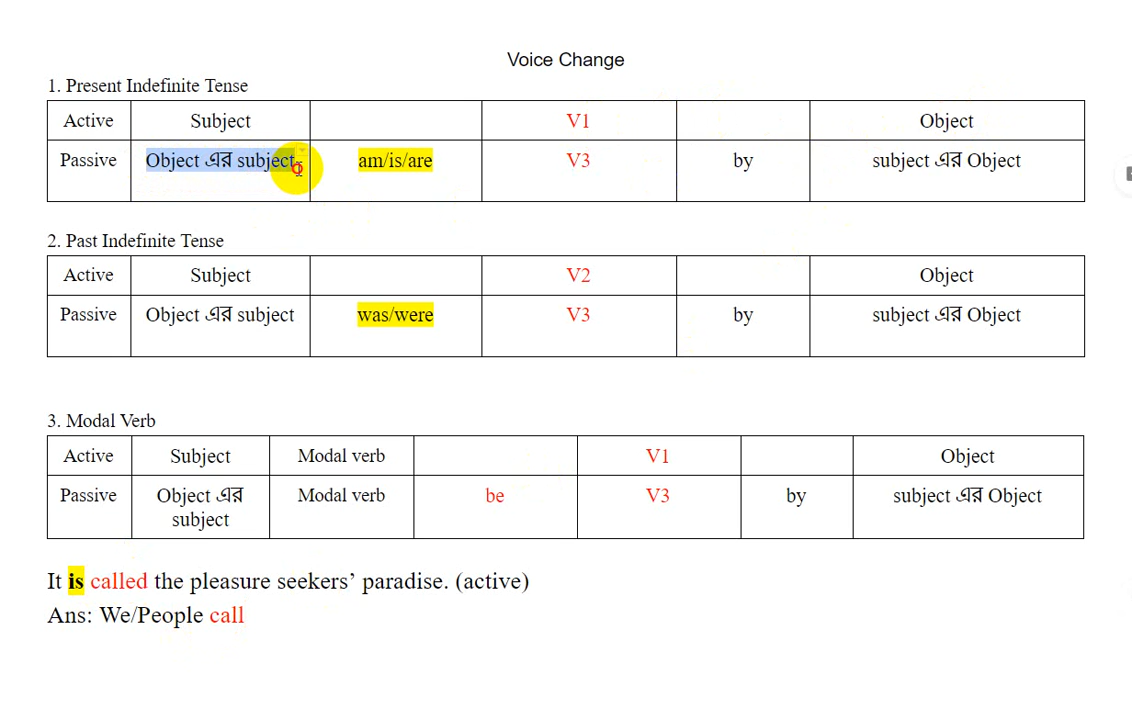 Voice Change
1. Present Indefinite Tense
Active Subject V1 Object
Passive Object এর subject am/is/are V3 by subject এর Object
2. Past Indefinite Tense
Active Subject V2 Object
Passive Object এর subject was/were V3 by subject এর Object
3. Modal Verb
Active Subject Modal verb V1 Object
Passive Object এর Modal verb be V3 by subject এর Object
subject
It is called the pleasure seekers’ paradise. (active)
Ans: We/People call